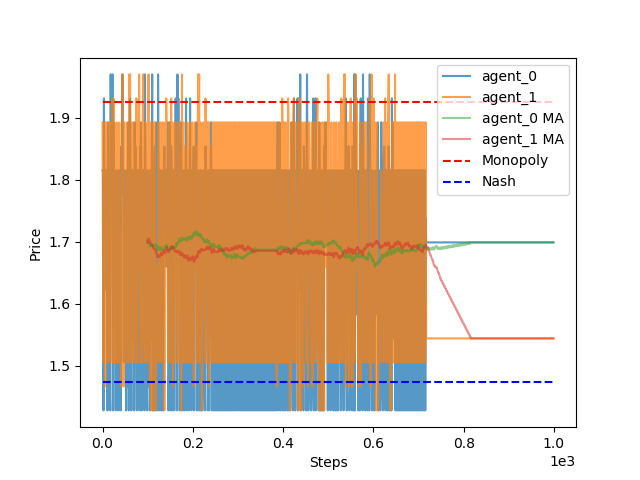 agent_0
agent_1
agent_0 MA
agent_1 MA
Monopoly
Nash
1.9
1.8
1.7
1.6
1.5
Price
0.0
0.2
0.4
0.6
0.8
1.0
Steps
1e3